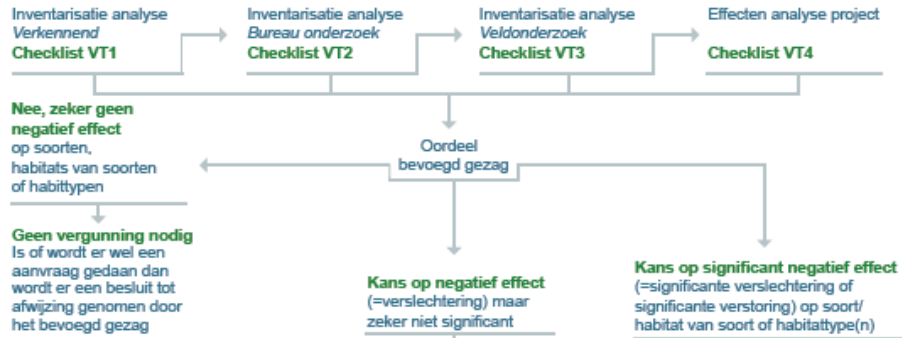 Inventarisatie analyse
Verkennend
Checklist VT1
Inventarisatie analyse
Bureau onderzoek
Checklist VT2
Inventarisatie analyse
Veldonderzoek
Checklist VT3
Effecten analyse project
Checklist VT4
Oordeel
bevoegd gezag
Nee, zeker geen
negatief effect
op soorten,
habitats van soorten
of habittypen
Geen vergunning nodig
Is of wordt er wel een
aanvraag gedaan dan
wordt er een besluit tot
afwijzing genomen door
het bevoegd gezag
Kans op negatief effect
(=verslechtering) maar
zeker niet significant
Kans op significant negatief effect
(=significante verslechtering of
significante verstoring) op soort/
habitat van soort of habitattype(n)